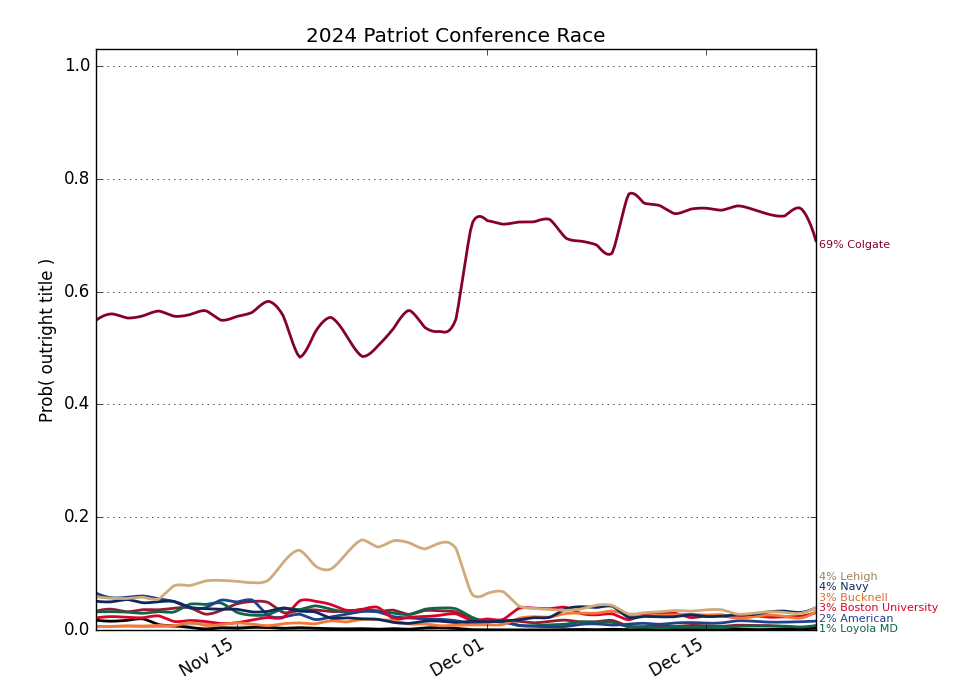 2024 Patriot Conference Race
Prob( outright title )
1.0
0.8
0.6
0.4
0.2
0.0
Nov 15
Dec 01
Dec 15
69% Colgate
4% Lehigh
4% Navy
3% Bucknell
3% Boston University
2% American
1% Loyola MD